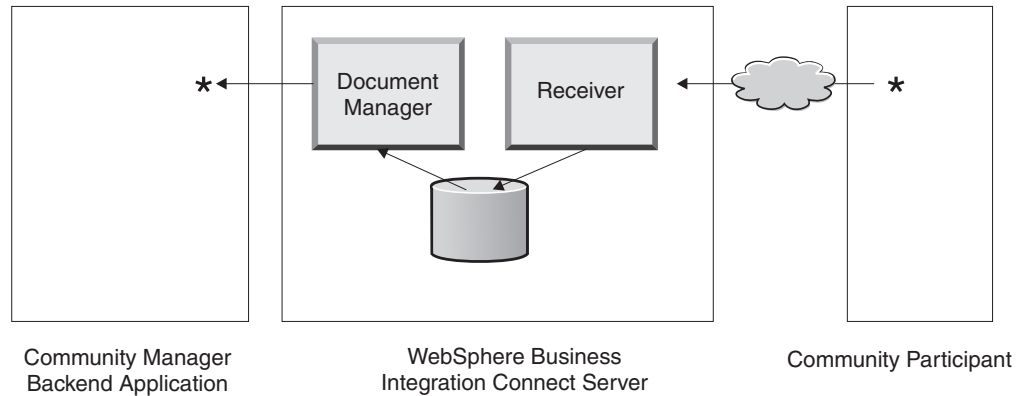 Document
Manager
Receiver
*
*
Community Manager
Backend Application
WebSphere Business
Integration Connect Server
Community Participant